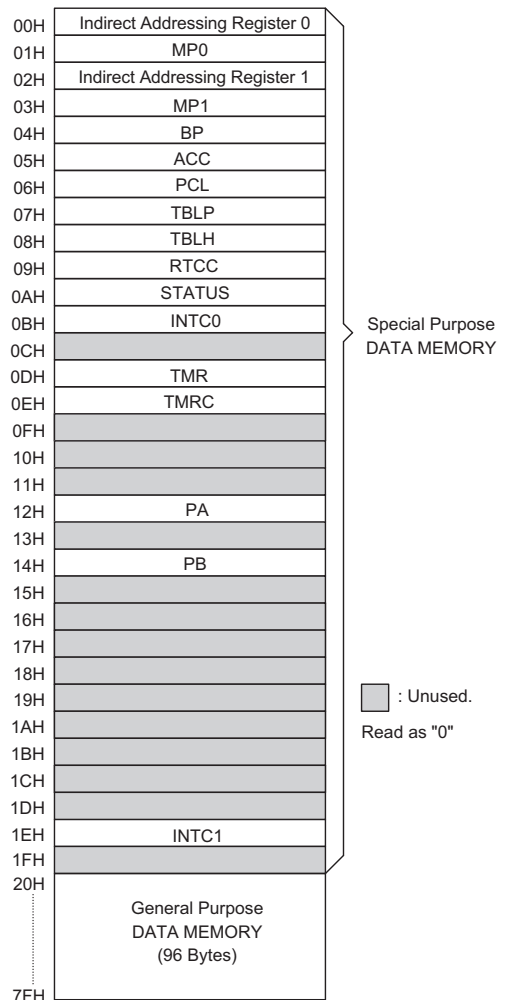 00H Indirect Addressing Register 0
01H MP0
02H Indirect Addressing Register 1
03H MP1
04H BP
05H ACC
06H PCL
07H TBLP
08H TBLH
09H RTCC
0AH STATUS
0BH INTC0
0CH
0DH TMR
0EH TMRC
0FH
10H
11H
12H PA
13H
14H PB
15H
16H
17H
18H
19H
1AH
1BH
1CH
1DH
1EH INTC1
1FH
20H
General Purpose
DATA MEMORY
(96 Bytes)
7FH
Special Purpose
DATA MEMORY
: Unused.
Read as "0"